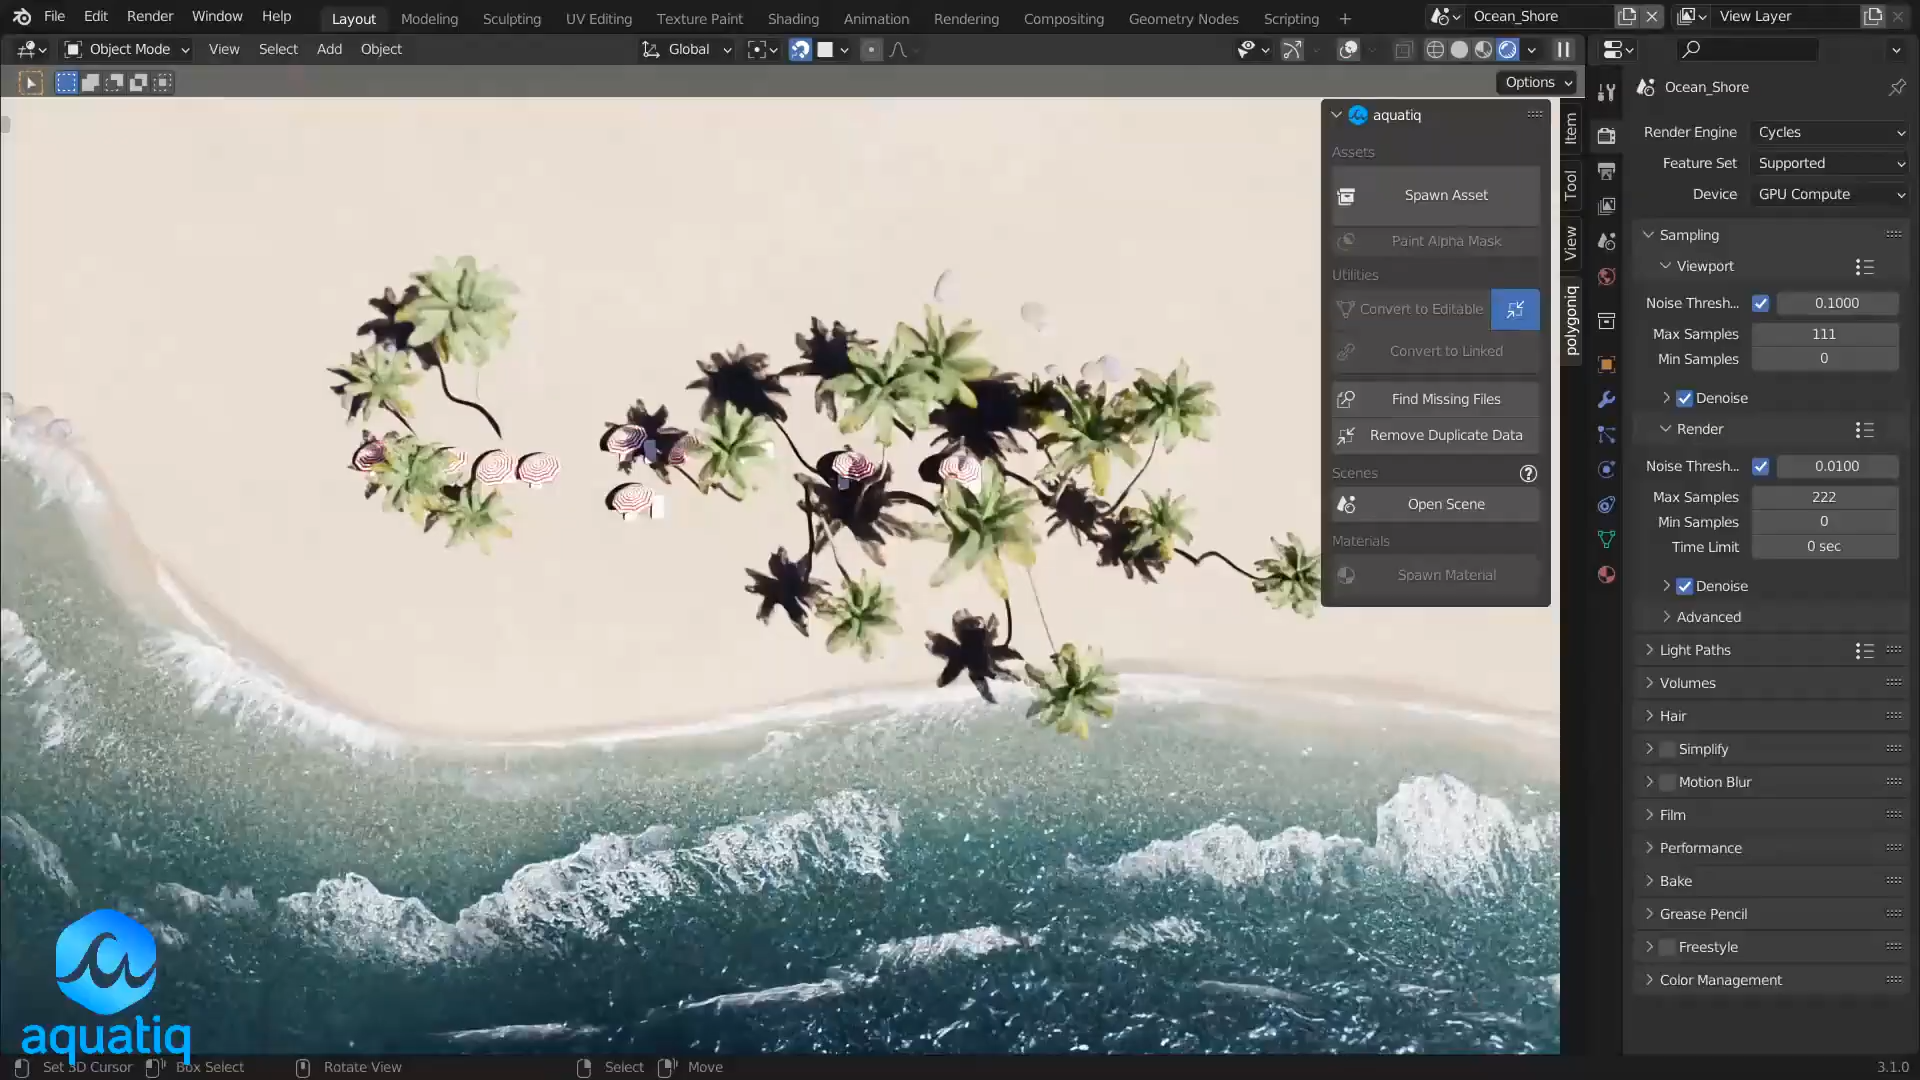 File Edit Render Window Help Layout Modeling Sculpting UV Editing Texture Paint Shading Animation Rendering Compositing Geometry Nodes Scripting + Ocean_Shore View Layer
Object Mode View Select Add Object Global
Options
aquatiq
Assets
Spawn Asset
Paint Alpha Mask
Utilities
Convert to Editable
Convert to Linked
Find Missing Files
Remove Duplicate Data
Scenes
Open Scene
Materials
Spawn Material
Item
Tool
View
polygoniq
Ocean_Shore
Render Engine Cycles
Feature Set Supported
Device GPU Compute
Sampling
Viewport
Noise Thresh... 0.1000
Max Samples 111
Min Samples 0
Denoise
Render
Noise Thresh... 0.0100
Max Samples 222
Min Samples 0
Time Limit 0 sec
Denoise
Advanced
Light Paths
Volumes
Hair
Simplify
Motion Blur
Film
Performance
Bake
Grease Pencil
Freestyle
Color Management
aquatiq
Set 3D Cursor Box Select Rotate View Select Move 3.1.0